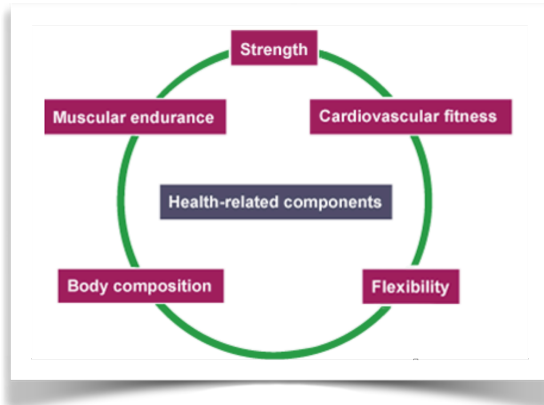 Strength
Muscular endurance
Cardiovascular fitness
Health-related components
Body composition
Flexibility